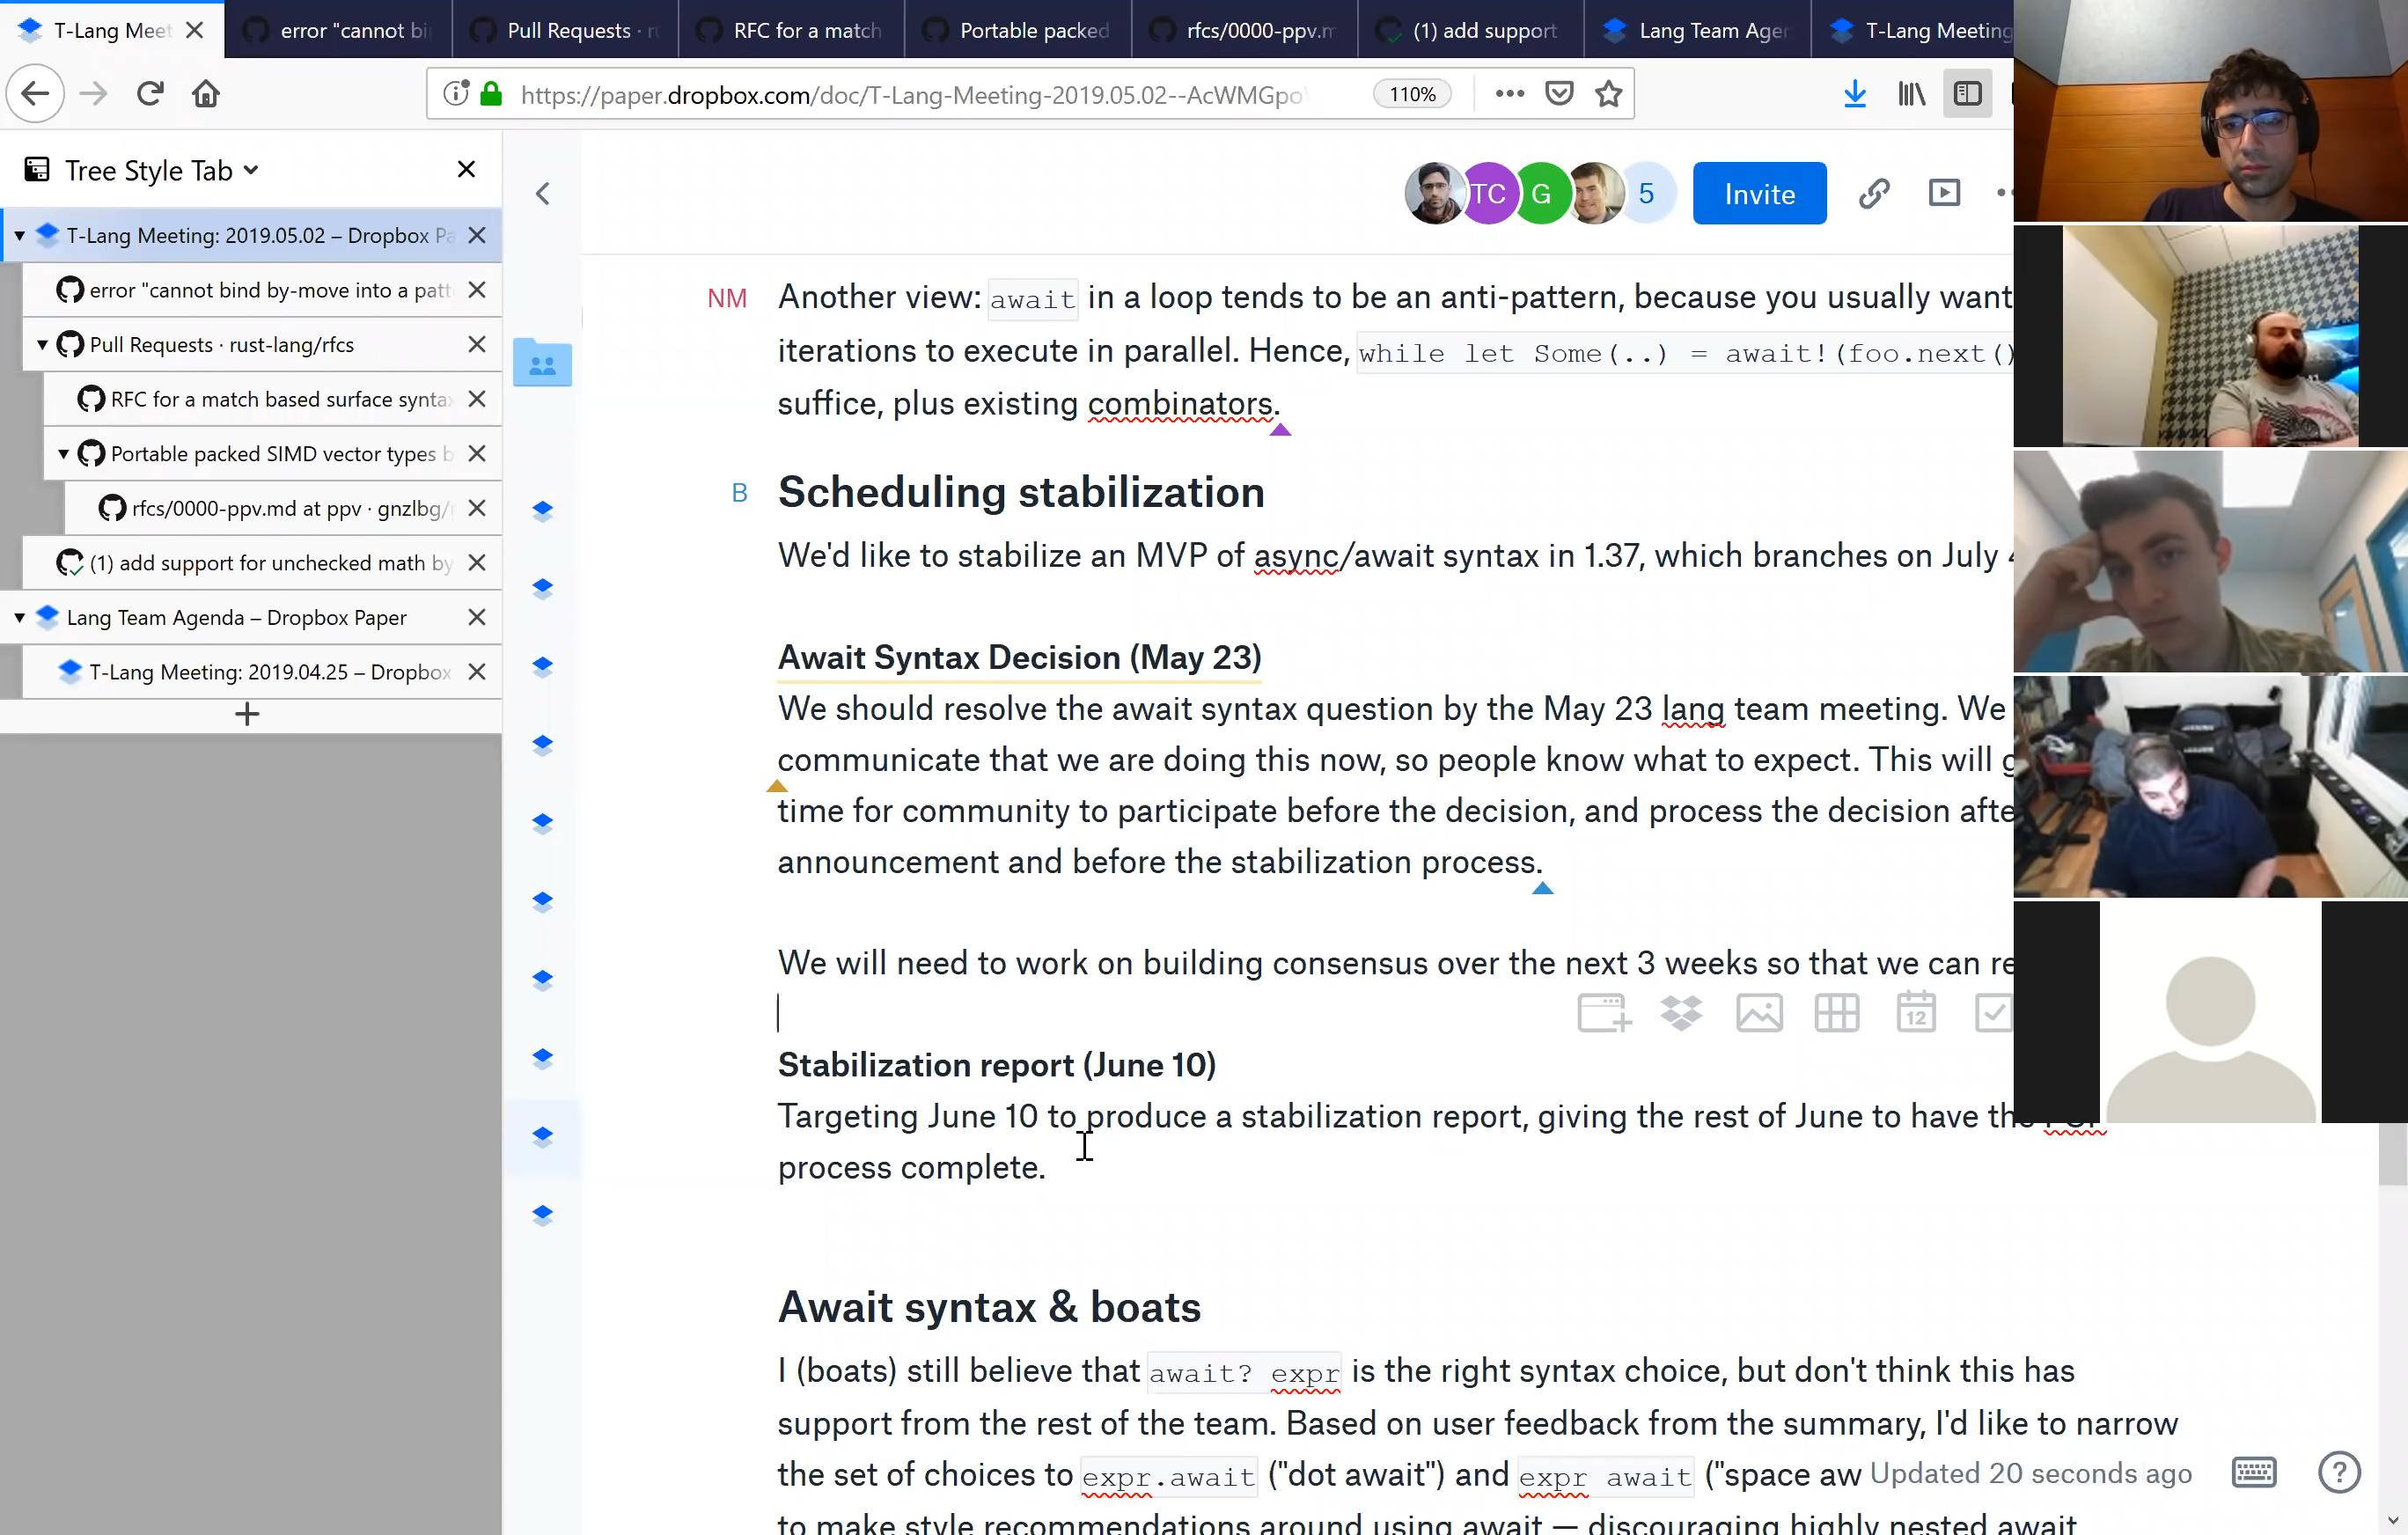 T-Lang Meet
error "cannot bi
Pull Requests · r
RFC for a match
Portable packed
rfcs/0000-ppv.m
(1) add support
Lang Team Agen
T-Lang Meeting
https://paper.dropbox.com/doc/T-Lang-Meeting-2019.05.02--AcWMGpo
110%
Tree Style Tab
T-Lang Meeting: 2019.05.02 – Dropbox Pa
error "cannot bind by-move into a patt
Pull Requests · rust-lang/rfcs
RFC for a match based surface synta
Portable packed SIMD vector types b
rfcs/0000-ppv.md at ppv · gnzlbg/
(1) add support for unchecked math by
Lang Team Agenda – Dropbox Paper
T-Lang Meeting: 2019.04.25 – Dropbox
TC G 5 Invite
NM Another view: await in a loop tends to be an anti-pattern, because you usually want
iterations to execute in parallel. Hence, while let Some(..) = await!(foo.next()
suffice, plus existing combinators.
B Scheduling stabilization
We'd like to stabilize an MVP of async/await syntax in 1.37, which branches on July 4
Await Syntax Decision (May 23)
We should resolve the await syntax question by the May 23 lang team meeting. We
communicate that we are doing this now, so people know what to expect. This will g
time for community to participate before the decision, and process the decision afte
announcement and before the stabilization process.
We will need to work on building consensus over the next 3 weeks so that we can re
12
Stabilization report (June 10)
Targeting June 10 to produce a stabilization report, giving the rest of June to have the FCP
process complete.
Await syntax & boats
I (boats) still believe that await? expr is the right syntax choice, but don't think this has
support from the rest of the team. Based on user feedback from the summary, I'd like to narrow
the set of choices to expr.await ("dot await") and expr await ("space aw
Updated 20 seconds ago
to make style recommendations around using await — discouraging highly nested await